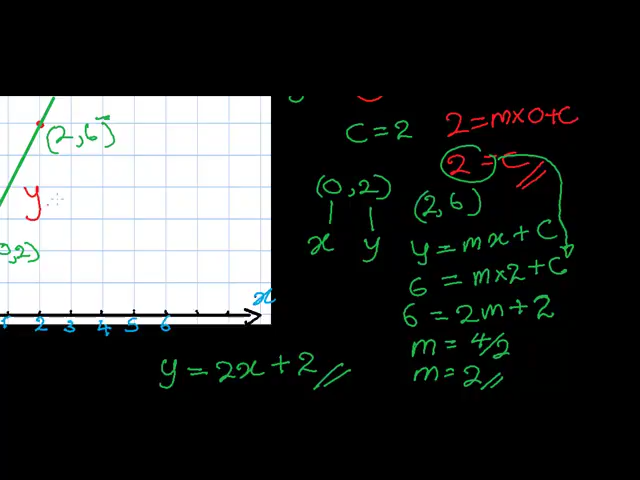 2 = m×0+C
C = 2
2 = C
(2,6)
(0,2)
x y
(2,6)
y = mx + C
6 = m×2 + C
6 = 2m + 2
m = 4/2
m = 2
y
0,2)
x
1 2 3 4 5 6
y = 2x + 2